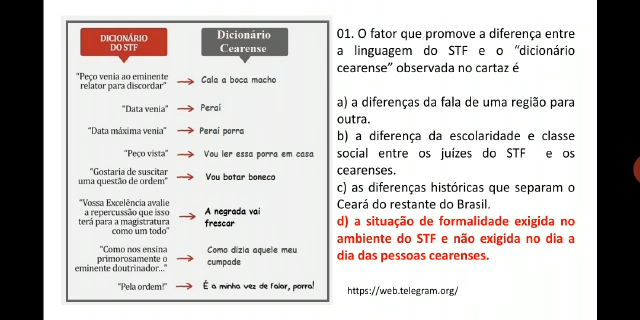 DICIONÁRIO
DO STF
Dicionário
Cearense
"Peço venia ao eminente
relator para discordar"
Cala a boca macho
"Data venia"
Peraí
"Data máxima venia"
Peraí porra
"Peço vista"
Vou ler essa porra em casa
"Gostaria de suscitar
uma questão de ordem"
Vou botar boneco
"Vossa Excelência avalie
a repercussão que isso
terá para a magistratura
como um todo"
A negrada vai
frescar
"Como nos ensina
primorosamente o
eminente doutrinador..."
Como dizia aquele meu
cumpade
"Pela ordem!"
É a minha vez de falar, porra!
01. O fator que promove a diferença entre
a linguagem do STF e o "dicionário
cearense" observada no cartaz é
a) a diferenças da fala de uma região para
outra.
b) a diferença da escolaridade e classe
social entre os juízes do STF e os
cearenses.
c) as diferenças históricas que separam o
Ceará do restante do Brasil.
d) a situação de formalidade exigida no
ambiente do STF e não exigida no dia a
dia das pessoas cearenses.
https://web.telegram.org/